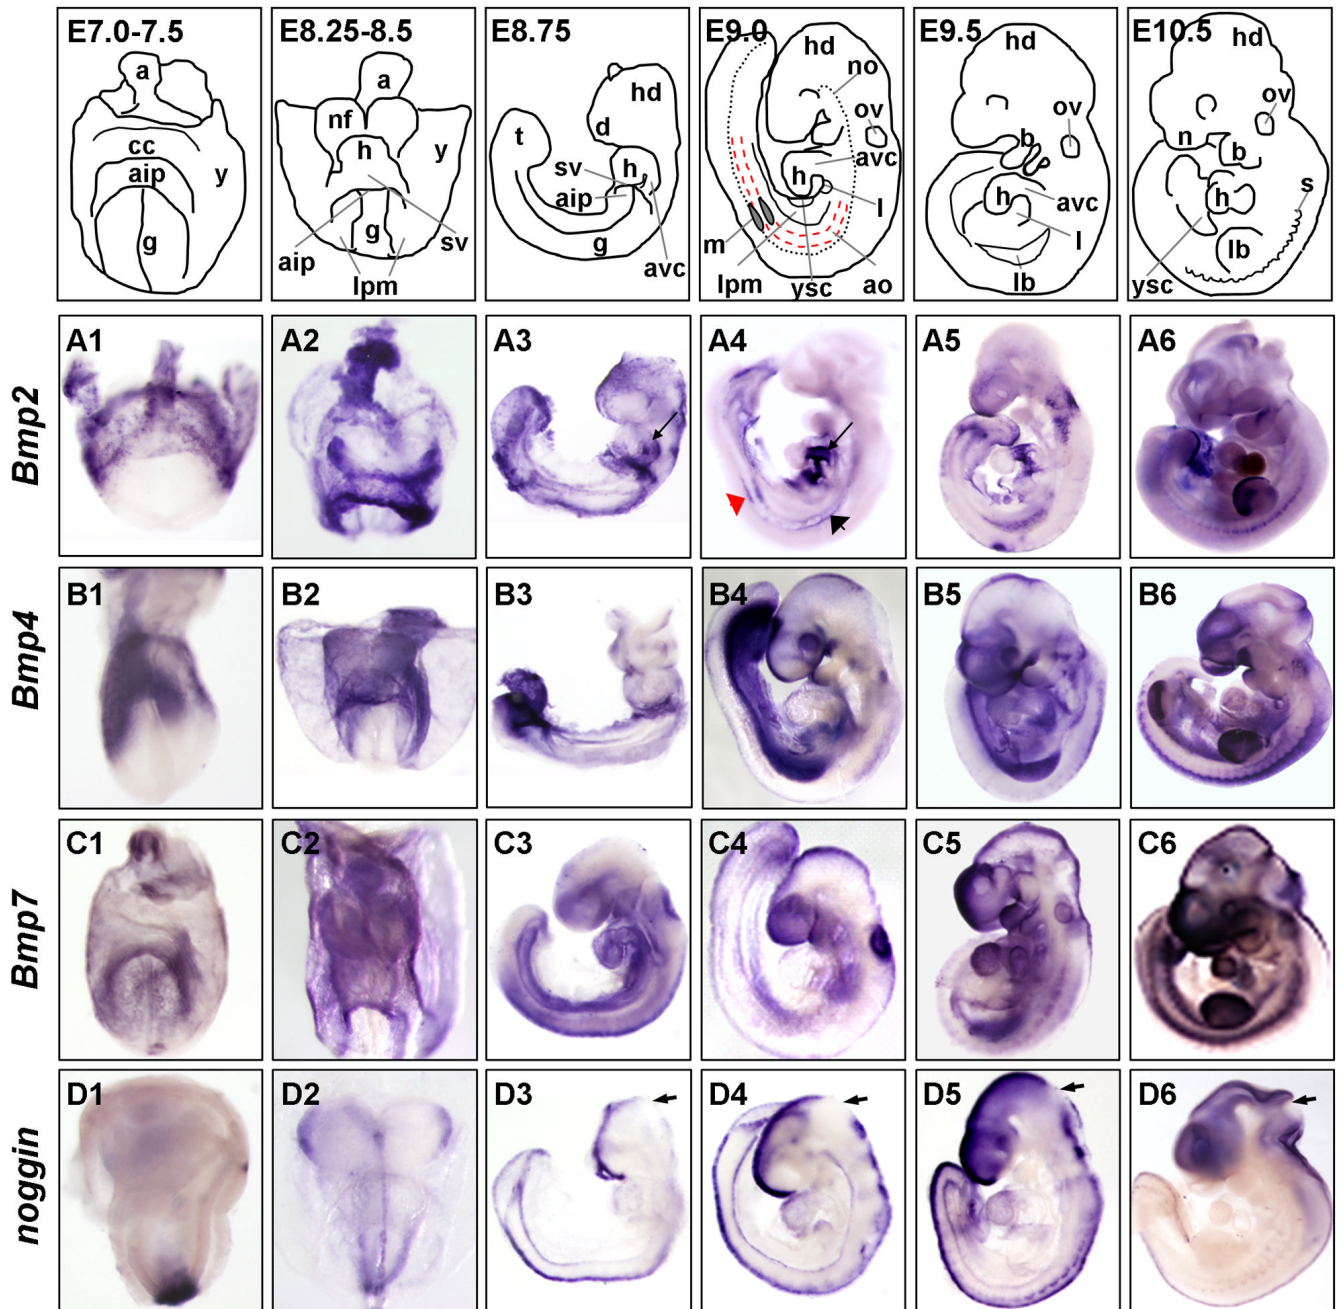 E7.0-7.5
a
cc
aip
y
g
E8.25-8.5
a
nf
h
y
g
aip
lpm
sv
E8.75
hd
t
d
sv
h
aip
g
avc
E9.0
hd
no
ov
avc
h
l
m
lpm
ysc
ao
E9.5
hd
ov
b
h
avc
l
lb
E10.5
hd
ov
n
b
s
h
lb
ysc
Bmp2
A1
A2
A3
A4
A5
A6
Bmp4
B1
B2
B3
B4
B5
B6
Bmp7
C1
C2
C3
C4
C5
C6
noggin
D1
D2
D3
D4
D5
D6